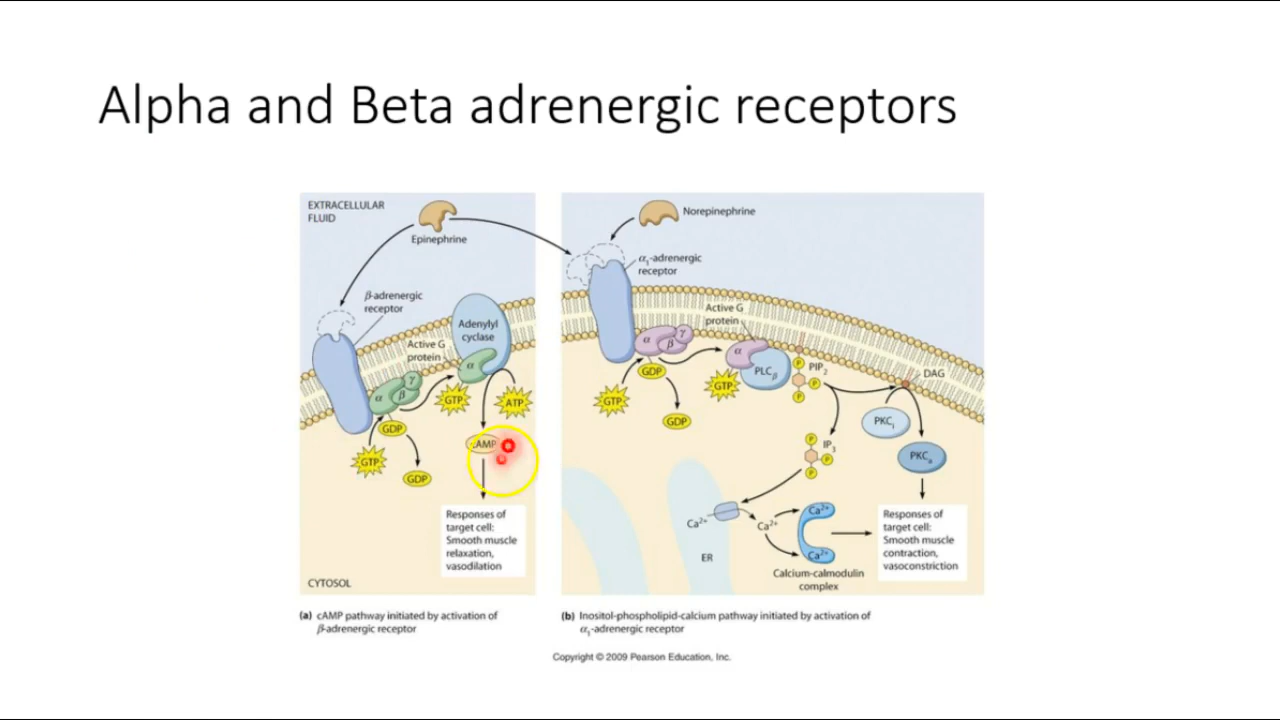 Alpha and Beta adrenergic receptors
EXTRACELLULAR
FLUID
Epinephrine
β-adrenergic
receptor
Adenylyl
cyclase
Active G
protein
α
β
γ
α
GTP
ATP
GDP
GTP
GDP
cAMP
Responses of
target cell:
Smooth muscle
relaxation,
vasodilation
CYTOSOL
Norepinephrine
α₁-adrenergic
receptor
Active G
protein
α
β
γ
α
PLCβ
P
P
P
PIP₂
DAG
GDP
GTP
GTP
GDP
PKCᵢ
PKCₐ
P
P
P
IP₃
Ca²⁺
Ca²⁺
Ca²⁺
Ca²⁺
ER
Calcium-calmodulin
complex
Responses of
target cell:
Smooth muscle
contraction,
vasoconstriction
(a) cAMP pathway initiated by activation of
β-adrenergic receptor
(b) Inositol-phospholipid-calcium pathway initiated by activation of
α₁-adrenergic receptor
Copyright © 2009 Pearson Education, Inc.